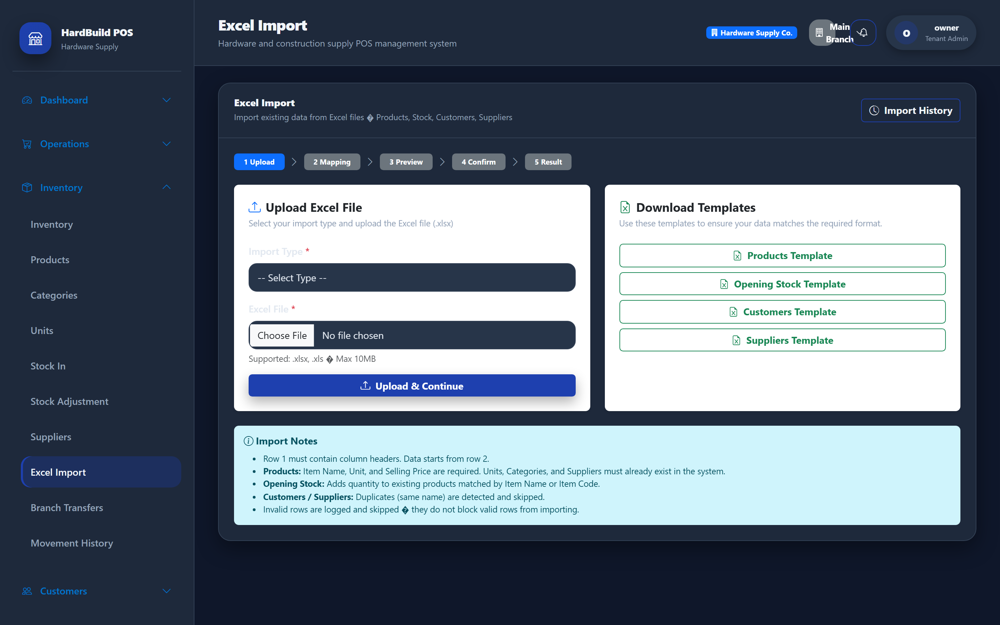 HardBuild POS
Hardware Supply
Dashboard
Operations
Inventory
Inventory
Products
Categories
Units
Stock In
Stock Adjustment
Suppliers
Excel Import
Branch Transfers
Movement History
Customers
Excel Import
Hardware and construction supply POS management system
Hardware Supply Co.
Main
Branch
o
owner
Tenant Admin
Excel Import
Import existing data from Excel files � Products, Stock, Customers, Suppliers
Import History
1 Upload
2 Mapping
3 Preview
4 Confirm
5 Result
Upload Excel File
Select your import type and upload the Excel file (.xlsx)
Import Type *
-- Select Type --
Excel File *
Choose File No file chosen
Supported: .xlsx, .xls � Max 10MB
Upload & Continue
Download Templates
Use these templates to ensure your data matches the required format.
Products Template
Opening Stock Template
Customers Template
Suppliers Template
Import Notes
• Row 1 must contain column headers. Data starts from row 2.
• Products: Item Name, Unit, and Selling Price are required. Units, Categories, and Suppliers must already exist in the system.
• Opening Stock: Adds quantity to existing products matched by Item Name or Item Code.
• Customers / Suppliers: Duplicates (same name) are detected and skipped.
• Invalid rows are logged and skipped � they do not block valid rows from importing.